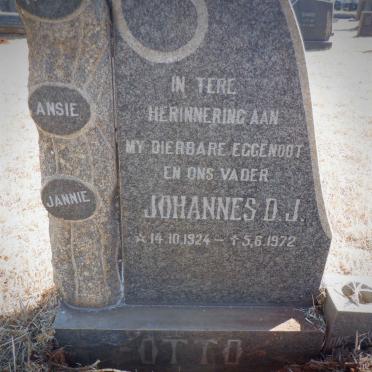 ANSIE
JANNIE
IN TERE
HERINNERING AAN
MY DIERBARE EGGENOOT
EN ONS VADER
JOHANNES D.J.
☆ 14.10.1924 – † 5.6.1972
OTTO